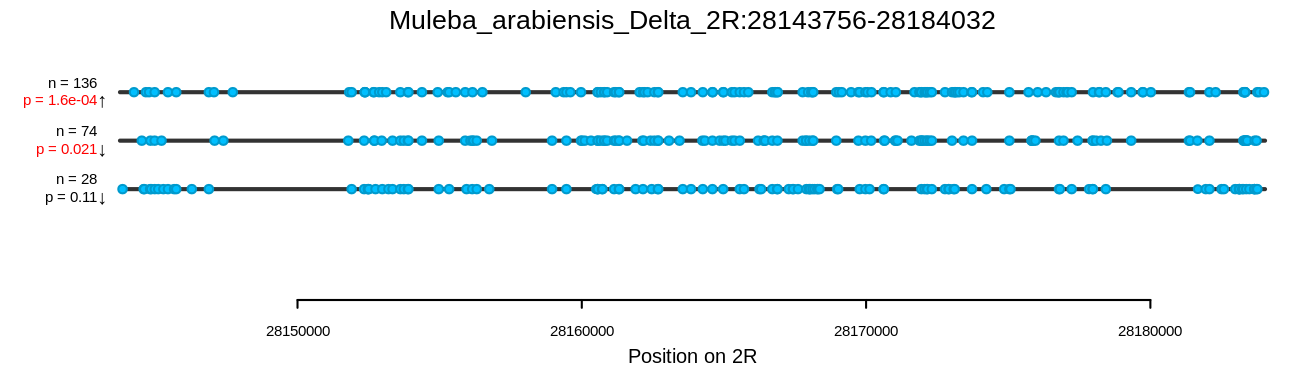 Muleba_arabiensis_Delta_2R:28143756-28184032
n = 136
p = 1.6e-04↑
n = 74
p = 0.021↓
n = 28
p = 0.11↓
28150000 28160000 28170000 28180000
Position on 2R